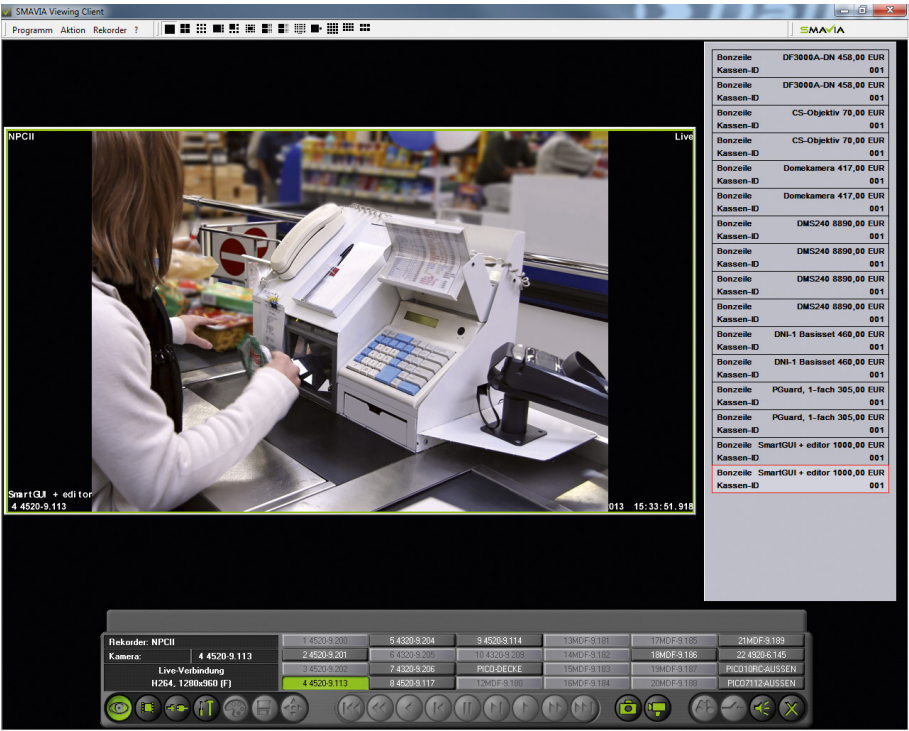 SMAVIA Viewing Client
Programm Aktion Rekorder ?
SMAVIA
NPCII
Live
SmartGUI + editor
4 4520-9.113
013 15:33:51.918
Bonzeile DF3000A-DN 458,00 EUR
Kassen-ID 001
Bonzeile DF3000A-DN 458,00 EUR
Kassen-ID 001
Bonzeile CS-Objektiv 70,00 EUR
Kassen-ID 001
Bonzeile CS-Objektiv 70,00 EUR
Kassen-ID 001
Bonzeile Domekamera 417,00 EUR
Kassen-ID 001
Bonzeile Domekamera 417,00 EUR
Kassen-ID 001
Bonzeile DMS240 8890,00 EUR
Kassen-ID 001
Bonzeile DMS240 8890,00 EUR
Kassen-ID 001
Bonzeile DMS240 8890,00 EUR
Kassen-ID 001
Bonzeile DMS240 8890,00 EUR
Kassen-ID 001
Bonzeile DNI-1 Basisset 460,00 EUR
Kassen-ID 001
Bonzeile DNI-1 Basisset 460,00 EUR
Kassen-ID 001
Bonzeile PGuard, 1-fach 305,00 EUR
Kassen-ID 001
Bonzeile PGuard, 1-fach 305,00 EUR
Kassen-ID 001
Bonzeile SmartGUI + editor 1000,00 EUR
Kassen-ID 001
Bonzeile SmartGUI + editor 1000,00 EUR
Kassen-ID 001
Rekorder: NPCII
Kamera: 4 4520-9.113
Live-Verbindung
H264, 1280x960 (F)
1 4520-9.200 5 4320-9.204 9 4520-9.114 13MDF-9.181 17MDF-9.185 21MDF-9.189
2 4520-9.201 6 4320-9.205 10 4320-9.209 14MDF-9.182 18MDF-9.186 22 4920-6.145
3 4520-9.202 7 4320-9.206 PICO-DECKE 15MDF-9.183 19MDF-9.187 PICO10RC-AUSSEN
4 4520-9.113 8 4520-9.117 12MDF-9.180 16MDF-9.184 20MDF-9.188 PICO7112-AUSSEN